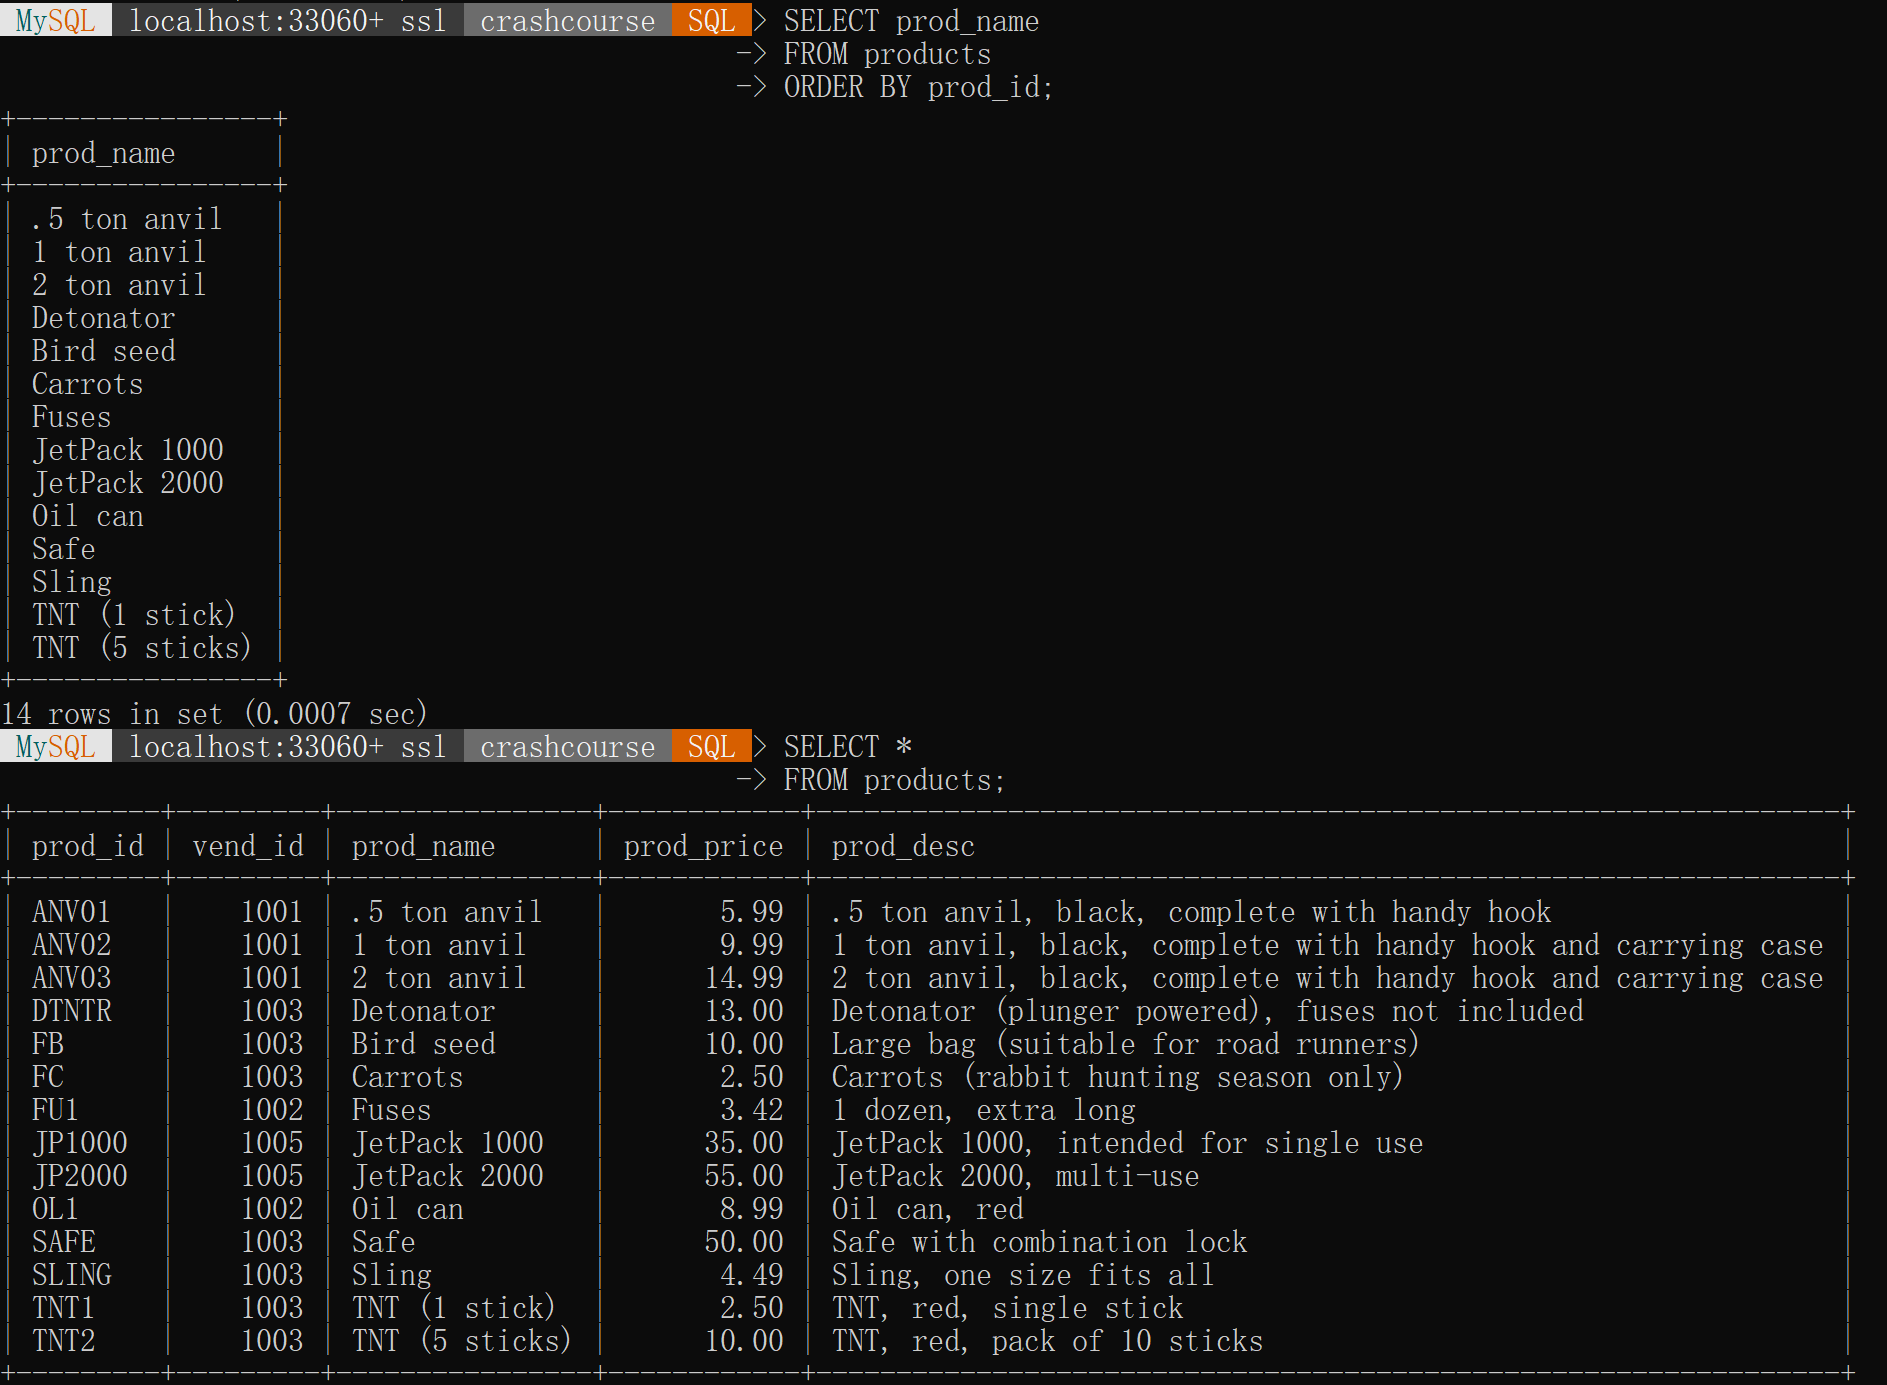 MySQL localhost:33060+ ssl crashcourse SQL > SELECT prod_name
-> FROM products
-> ORDER BY prod_id;
+----------------+
| prod_name      |
+----------------+
| .5 ton anvil   |
| 1 ton anvil    |
| 2 ton anvil    |
| Detonator      |
| Bird seed      |
| Carrots        |
| Fuses          |
| JetPack 1000   |
| JetPack 2000   |
| Oil can        |
| Safe           |
| Sling          |
| TNT (1 stick)  |
| TNT (5 sticks) |
+----------------+
14 rows in set (0.0007 sec)
MySQL localhost:33060+ ssl crashcourse SQL > SELECT *
-> FROM products;
+---------+---------+----------------+------------+----------------------------------------------------------------+
| prod_id | vend_id | prod_name      | prod_price | prod_desc                                                      |
+---------+---------+----------------+------------+----------------------------------------------------------------+
| ANV01   |    1001 | .5 ton anvil   |       5.99 | .5 ton anvil, black, complete with handy hook                  |
| ANV02   |    1001 | 1 ton anvil    |       9.99 | 1 ton anvil, black, complete with handy hook and carrying case |
| ANV03   |    1001 | 2 ton anvil    |      14.99 | 2 ton anvil, black, complete with handy hook and carrying case |
| DTNTR   |    1003 | Detonator      |      13.00 | Detonator (plunger powered), fuses not included                |
| FB      |    1003 | Bird seed      |      10.00 | Large bag (suitable for road runners)                          |
| FC      |    1003 | Carrots        |       2.50 | Carrots (rabbit hunting season only)                           |
| FU1     |    1002 | Fuses          |       3.42 | 1 dozen, extra long                                            |
| JP1000  |    1005 | JetPack 1000   |      35.00 | JetPack 1000, intended for single use                          |
| JP2000  |    1005 | JetPack 2000   |      55.00 | JetPack 2000, multi-use                                        |
| OL1     |    1002 | Oil can        |       8.99 | Oil can, red                                                   |
| SAFE    |    1003 | Safe           |      50.00 | Safe with combination lock                                     |
| SLING   |    1003 | Sling          |       4.49 | Sling, one size fits all                                       |
| TNT1    |    1003 | TNT (1 stick)  |       2.50 | TNT, red, single stick                                         |
| TNT2    |    1003 | TNT (5 sticks) |      10.00 | TNT, red, pack of 10 sticks                                    |
+---------+---------+----------------+------------+----------------------------------------------------------------+